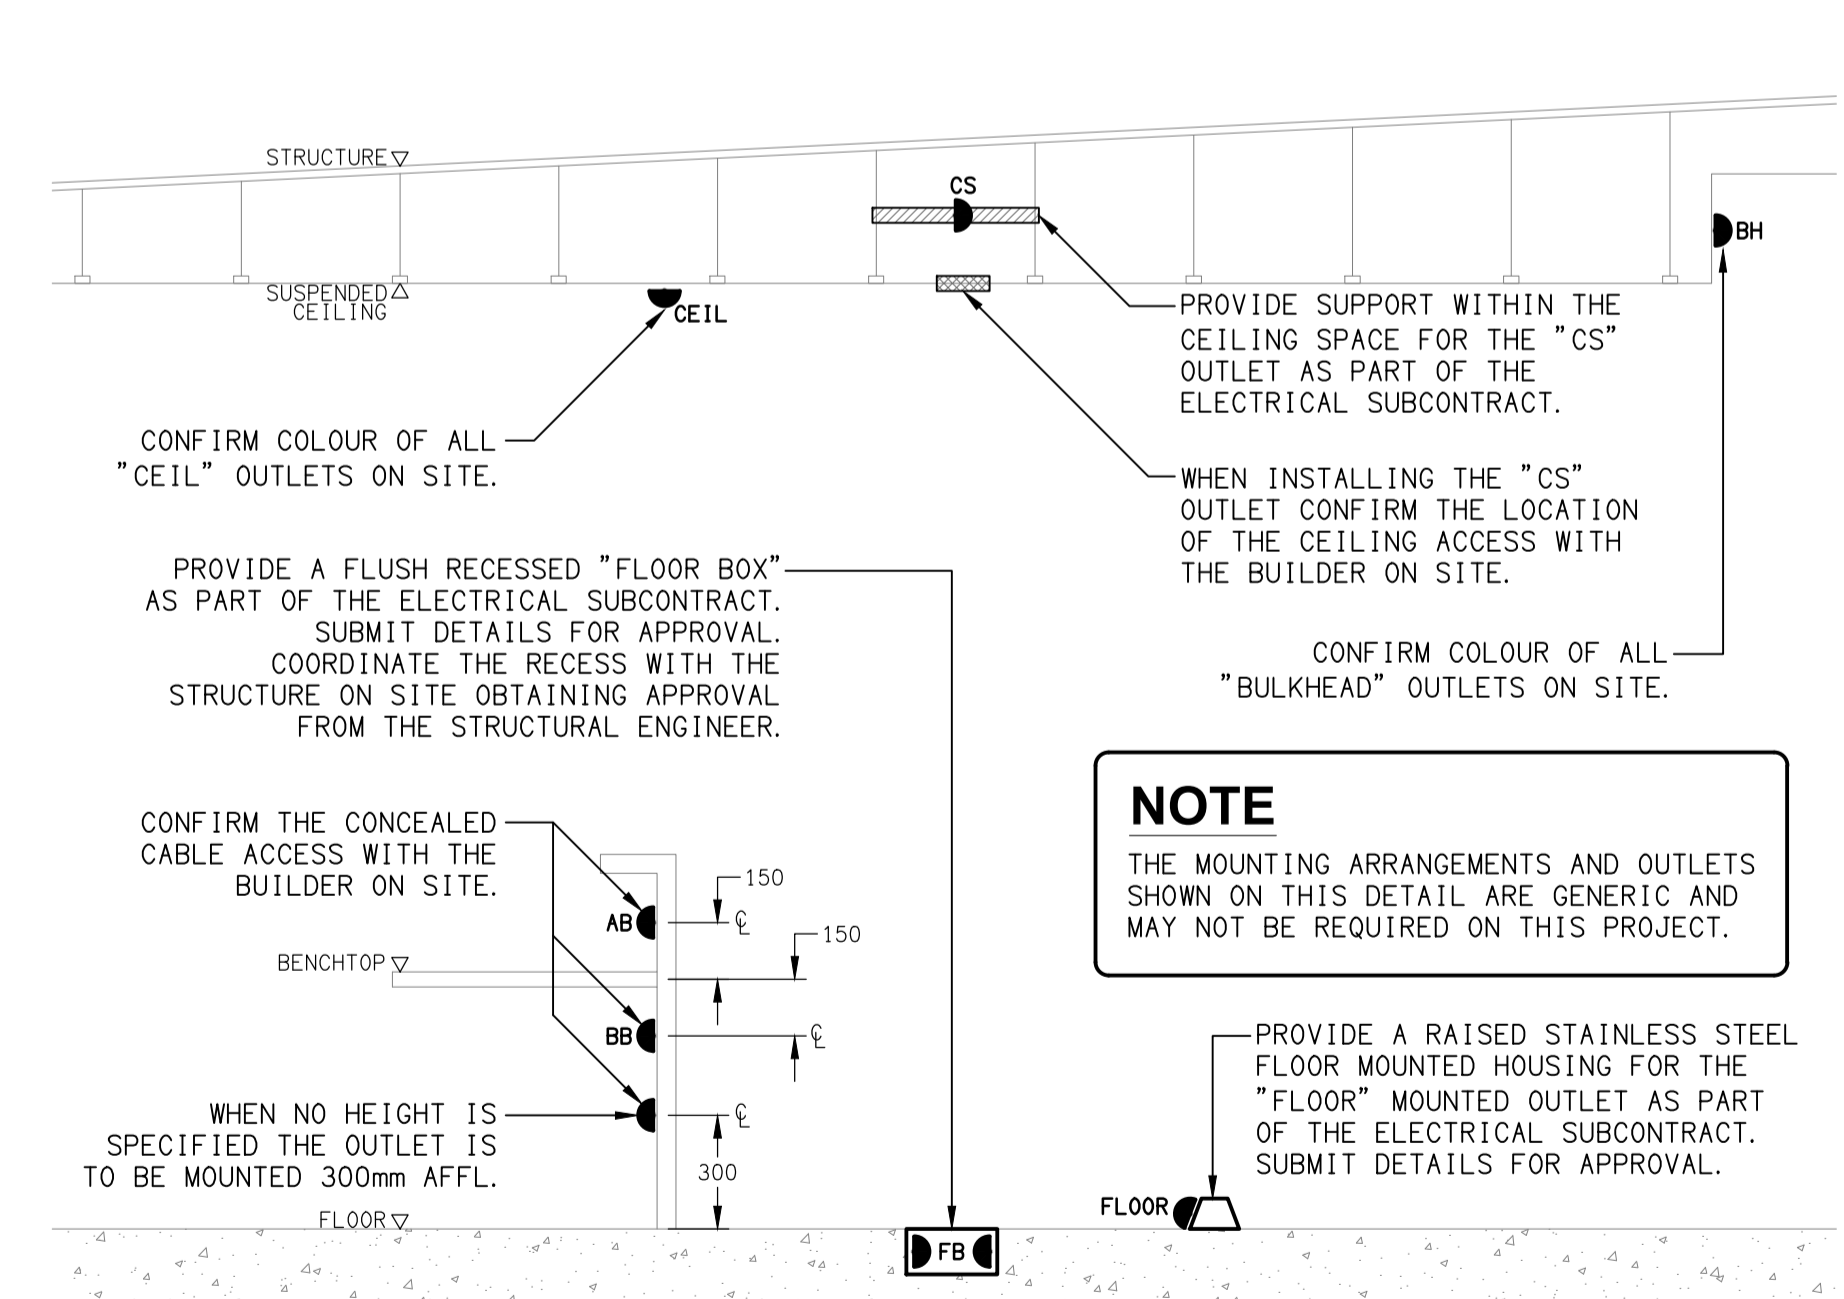 STRUCTURE
CS
BH
SUSPENDED
CEILING
CEIL
PROVIDE SUPPORT WITHIN THE
CEILING SPACE FOR THE "CS"
OUTLET AS PART OF THE
ELECTRICAL SUBCONTRACT.
CONFIRM COLOUR OF ALL
"CEIL" OUTLETS ON SITE.
WHEN INSTALLING THE "CS"
OUTLET CONFIRM THE LOCATION
OF THE CEILING ACCESS WITH
THE BUILDER ON SITE.
PROVIDE A FLUSH RECESSED "FLOOR BOX"
AS PART OF THE ELECTRICAL SUBCONTRACT.
SUBMIT DETAILS FOR APPROVAL.
COORDINATE THE RECESS WITH THE
STRUCTURE ON SITE OBTAINING APPROVAL
FROM THE STRUCTURAL ENGINEER.
CONFIRM COLOUR OF ALL
"BULKHEAD" OUTLETS ON SITE.
NOTE
THE MOUNTING ARRANGEMENTS AND OUTLETS
SHOWN ON THIS DETAIL ARE GENERIC AND
MAY NOT BE REQUIRED ON THIS PROJECT.
CONFIRM THE CONCEALED
CABLE ACCESS WITH THE
BUILDER ON SITE.
150
AB
℄
150
BENCHTOP
BB
℄
WHEN NO HEIGHT IS
SPECIFIED THE OUTLET IS
TO BE MOUNTED 300mm AFFL.
℄
300
FLOOR
PROVIDE A RAISED STAINLESS STEEL
FLOOR MOUNTED HOUSING FOR THE
"FLOOR" MOUNTED OUTLET AS PART
OF THE ELECTRICAL SUBCONTRACT.
SUBMIT DETAILS FOR APPROVAL.
FLOOR
FB